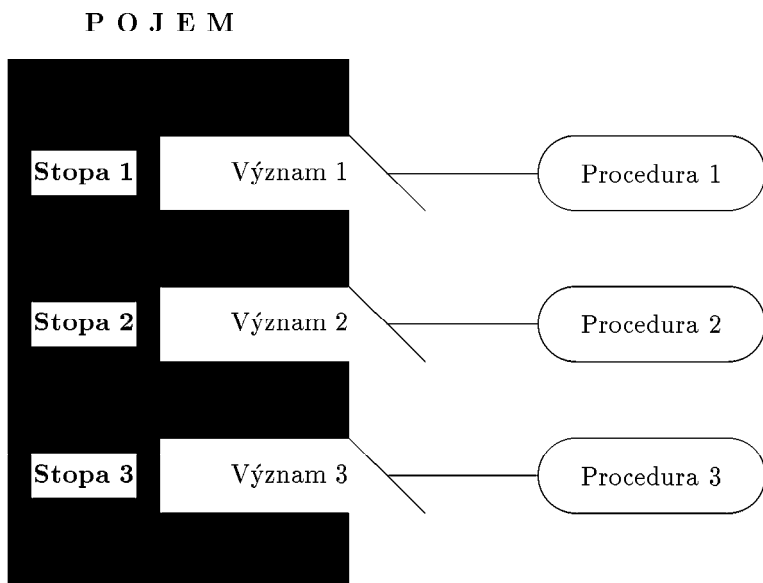 P O J E M
Stopa 1 Význam 1 Procedura 1
Stopa 2 Význam 2 Procedura 2
Stopa 3 Význam 3 Procedura 3